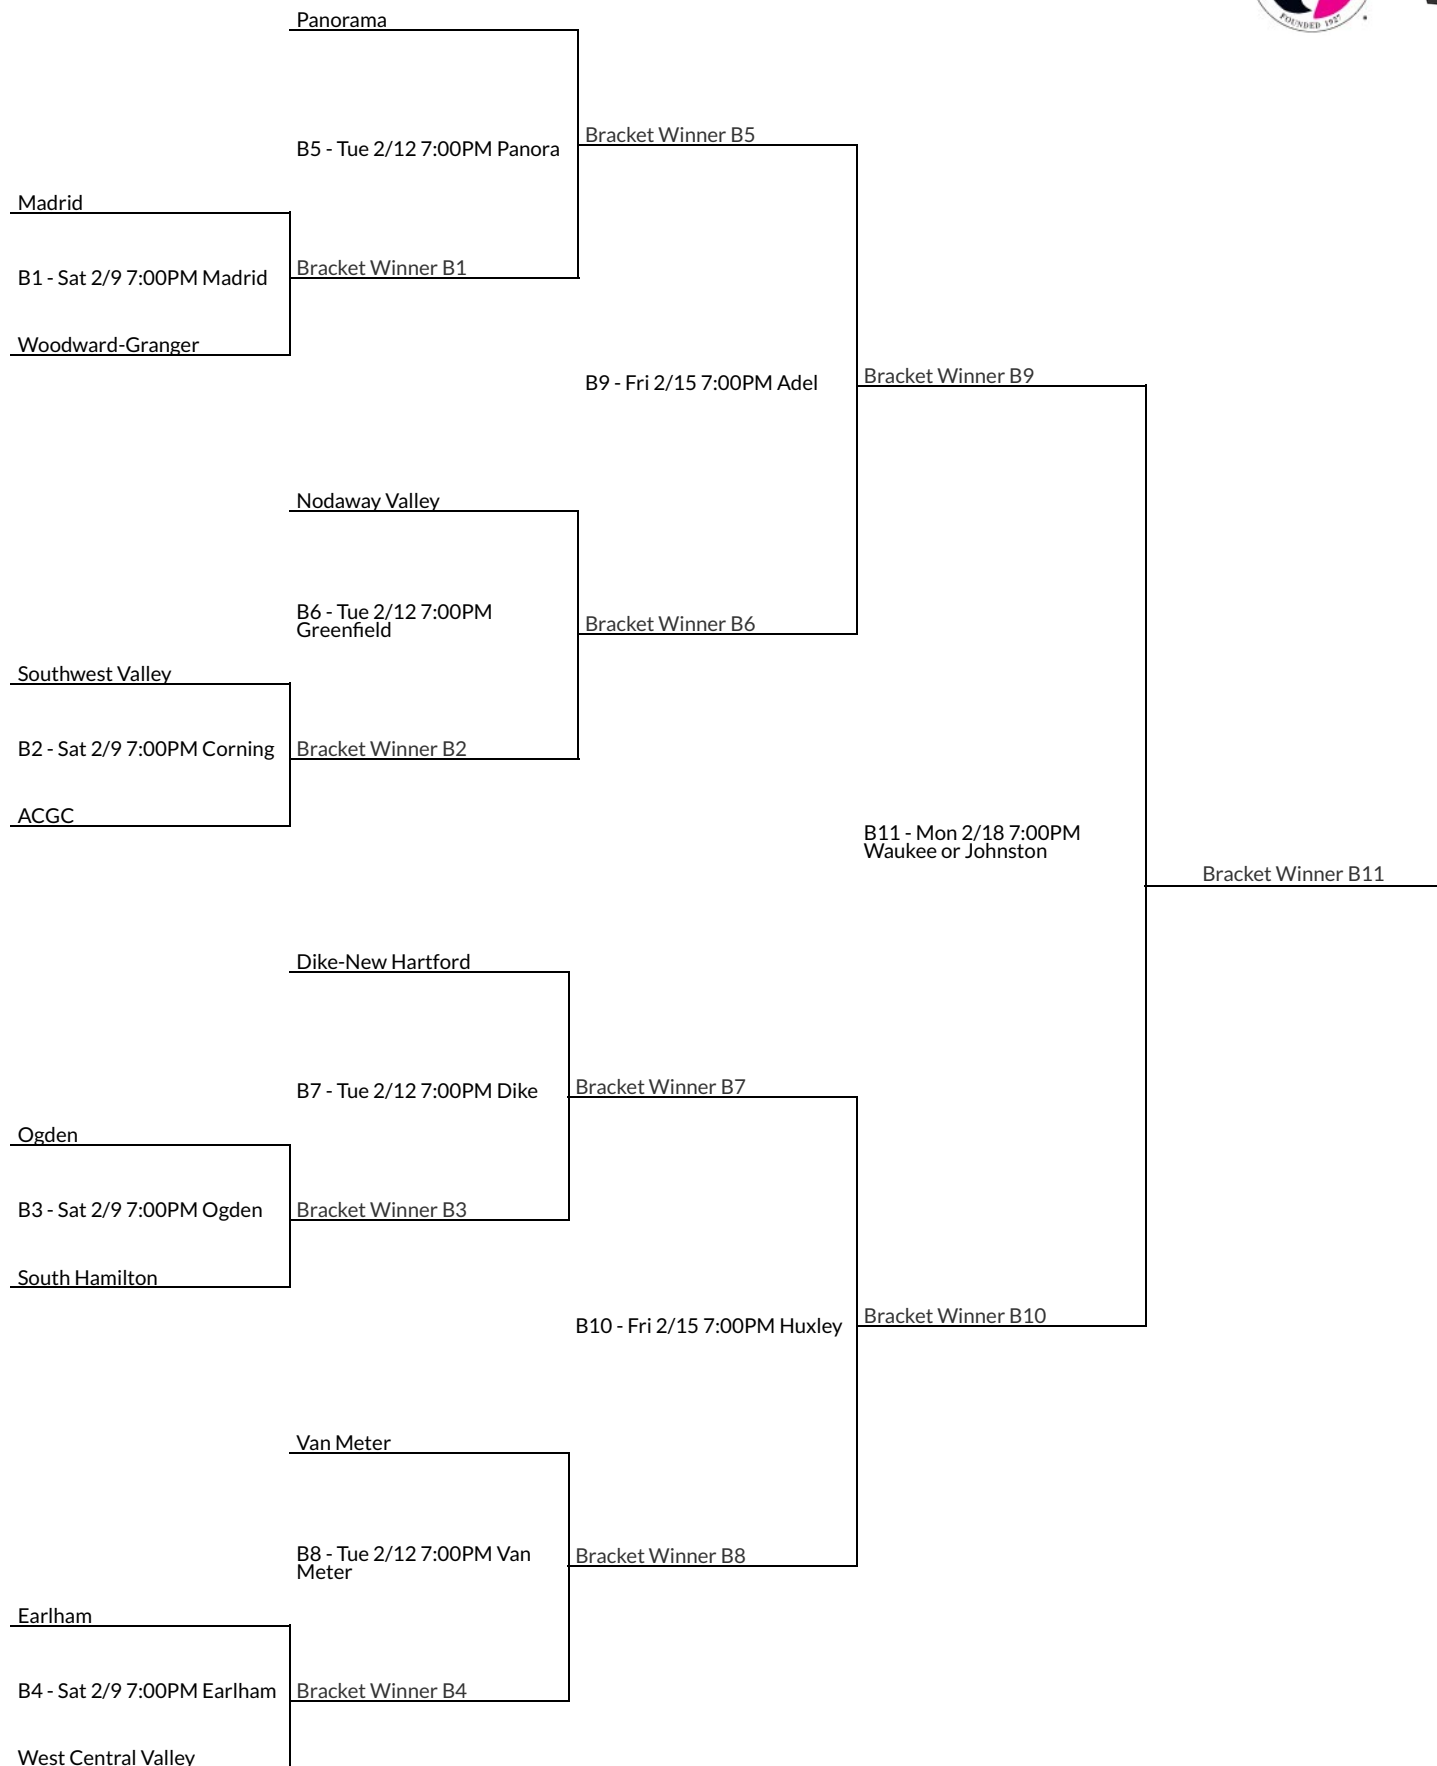 FOUNDED 1927
Panorama
B5 - Tue 2/12 7:00PM Panora
Bracket Winner B5
Madrid
B1 - Sat 2/9 7:00PM Madrid
Bracket Winner B1
Woodward-Granger
B9 - Fri 2/15 7:00PM Adel
Bracket Winner B9
Nodaway Valley
B6 - Tue 2/12 7:00PM
Greenfield
Bracket Winner B6
Southwest Valley
B2 - Sat 2/9 7:00PM Corning
Bracket Winner B2
ACGC
B11 - Mon 2/18 7:00PM
Waukee or Johnston
Bracket Winner B11
Dike-New Hartford
B7 - Tue 2/12 7:00PM Dike
Bracket Winner B7
Ogden
B3 - Sat 2/9 7:00PM Ogden
Bracket Winner B3
South Hamilton
B10 - Fri 2/15 7:00PM Huxley
Bracket Winner B10
Van Meter
B8 - Tue 2/12 7:00PM Van
Meter
Bracket Winner B8
Earlham
B4 - Sat 2/9 7:00PM Earlham
Bracket Winner B4
West Central Valley